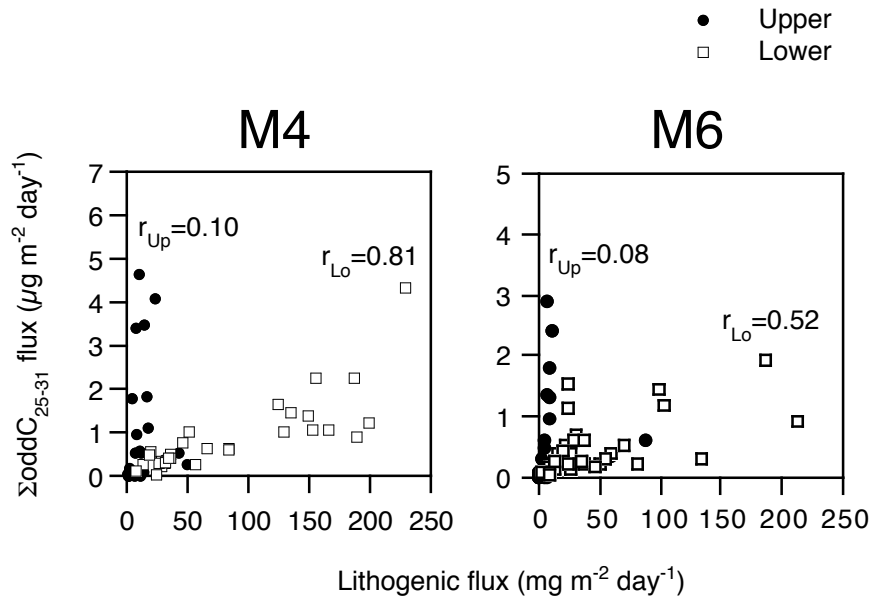 Upper
Lower
M4
M6
ΣoddC25-31 flux (µg m-2 day-1)
7
6
5
4
3
2
1
0
rUp=0.10
rLo=0.81
0
50
100
150
200
250
5
4
3
2
1
0
rUp=0.08
rLo=0.52
0
50
100
150
200
250
Lithogenic flux (mg m-2 day-1)